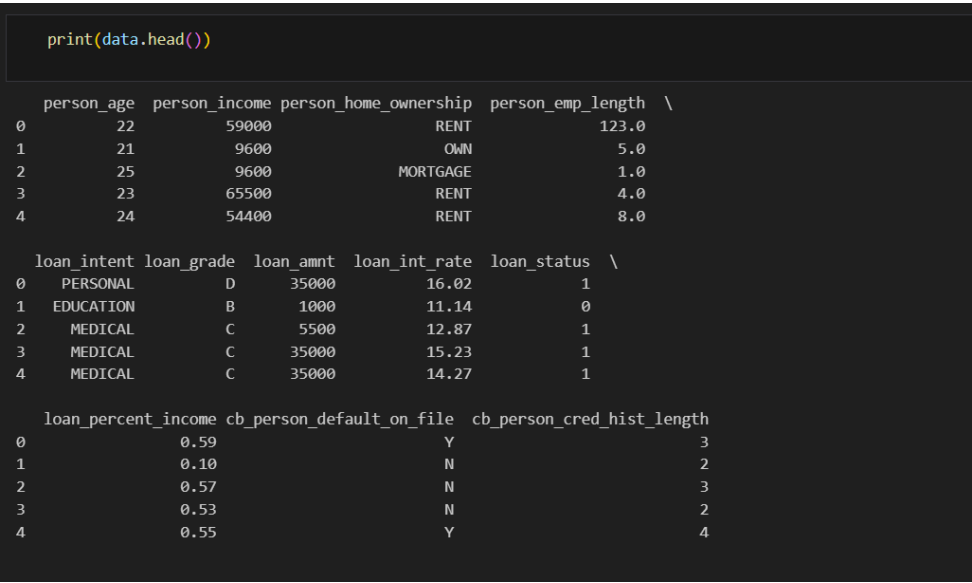 print(data.head())
person_age person_income person_home_ownership person_emp_length \
0 22 59000 RENT 123.0
1 21 9600 OWN 5.0
2 25 9600 MORTGAGE 1.0
3 23 65500 RENT 4.0
4 24 54400 RENT 8.0
loan_intent loan_grade loan_amnt loan_int_rate loan_status \
0 PERSONAL D 35000 16.02 1
1 EDUCATION B 1000 11.14 0
2 MEDICAL C 5500 12.87 1
3 MEDICAL C 35000 15.23 1
4 MEDICAL C 35000 14.27 1
loan_percent_income cb_person_default_on_file cb_person_cred_hist_length
0 0.59 Y 3
1 0.10 N 2
2 0.57 N 3
3 0.53 N 2
4 0.55 Y 4